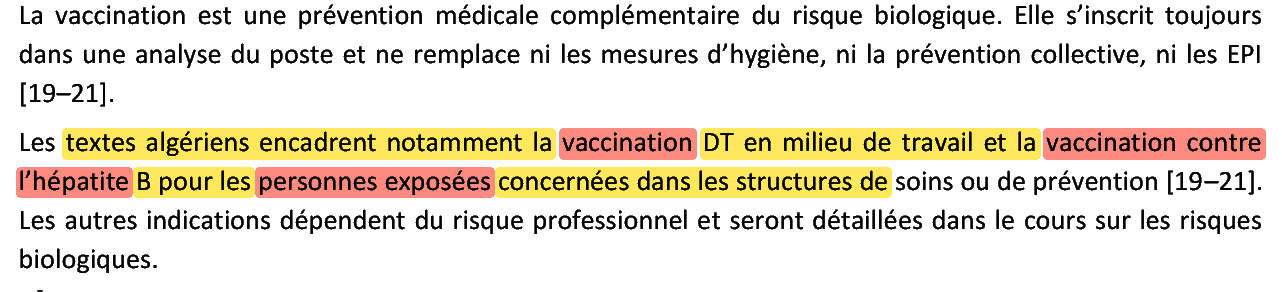 La vaccination est une prévention médicale complémentaire du risque biologique. Elle s’inscrit toujours
dans une analyse du poste et ne remplace ni les mesures d’hygiène, ni la prévention collective, ni les EPI
[19–21].
Les textes algériens encadrent notamment la vaccination DT en milieu de travail et la vaccination contre
l’hépatite B pour les personnes exposées concernées dans les structures de soins ou de prévention [19–21].
Les autres indications dépendent du risque professionnel et seront détaillées dans le cours sur les risques
biologiques.